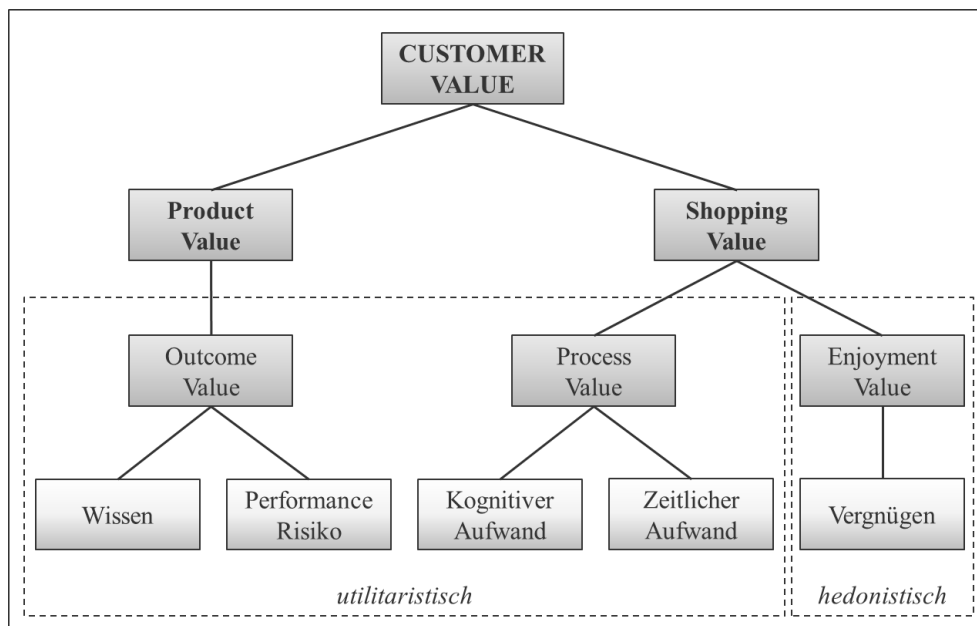 CUSTOMER
VALUE
Product
Value
Shopping
Value
Outcome
Value
Process
Value
Enjoyment
Value
Wissen
Performance
Risiko
Kognitiver
Aufwand
Zeitlicher
Aufwand
Vergnügen
utilitaristisch
hedonistisch